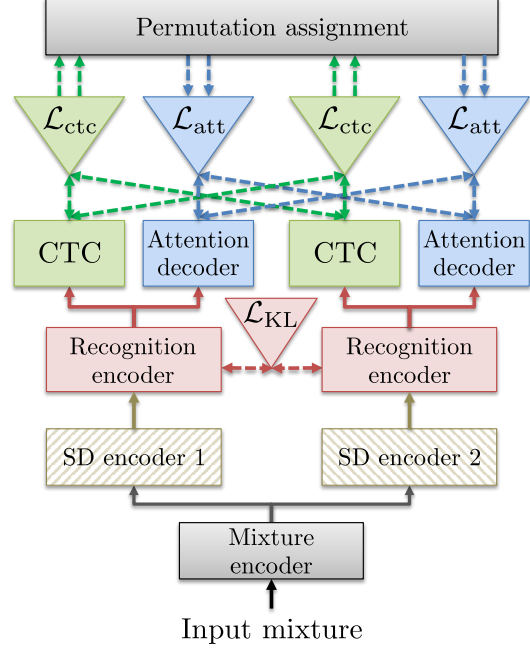 Permutation assignment
ℒctc
ℒatt
ℒctc
ℒatt
CTC
Attention
decoder
CTC
Attention
decoder
ℒKL
Recognition
encoder
Recognition
encoder
SD encoder 1
SD encoder 2
Mixture
encoder
Input mixture